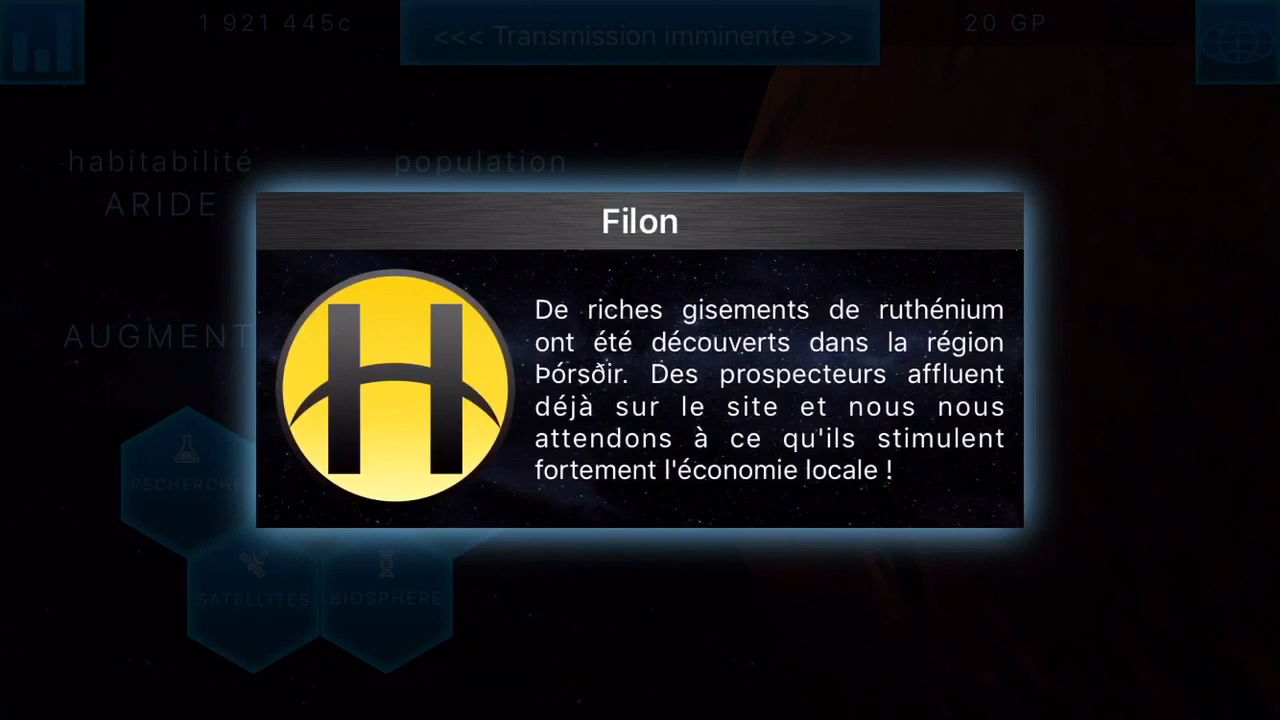 1 921 445c
<<< Transmission imminente >>>
20 GP
habitabilité
population
ARIDE
AUGMENT
Filon
H
De riches gisements de ruthénium
ont été découverts dans la région
Þórsðir. Des prospecteurs affluent
déjà sur le site et nous nous
attendons à ce qu'ils stimulent
fortement l'économie locale !
RECHERCHE
SATELLITES
BIOSPHÈRE